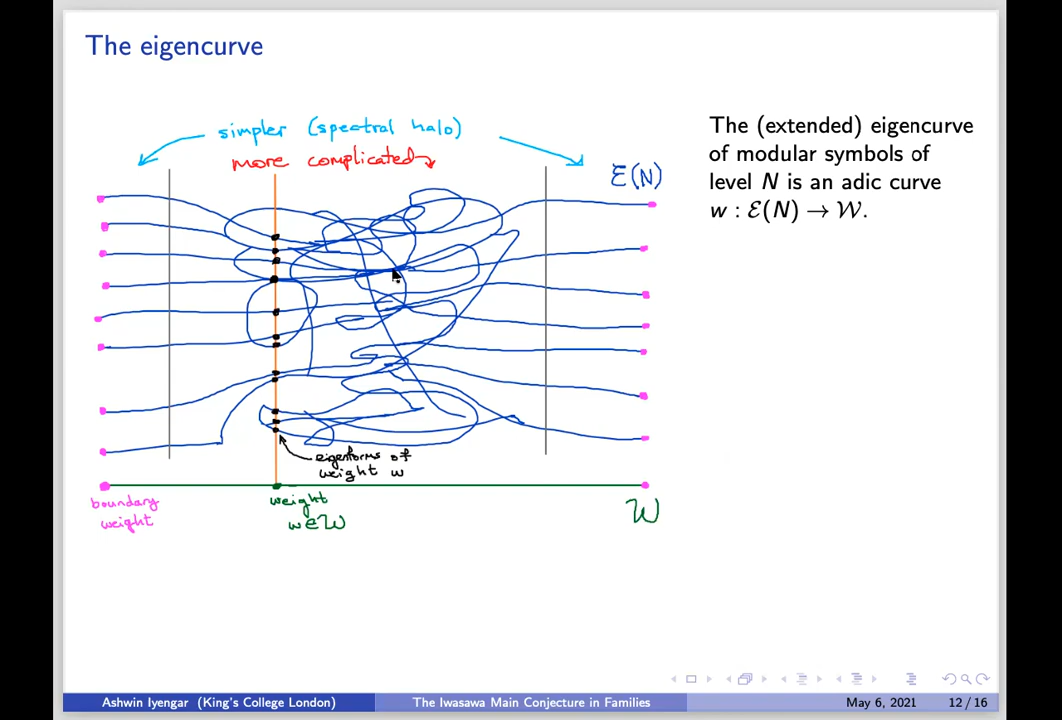 The eigencurve
simpler (spectral halo)
more complicated
ℰ(N)
The (extended) eigencurve
of modular symbols of
level N is an adic curve
w : ℰ(N) → 𝒲.
eigenforms of
weight w
boundary
weight
weight
w∈𝒲
𝒲
Ashwin Iyengar (King's College London)
The Iwasawa Main Conjecture in Families
May 6, 2021
12 / 16